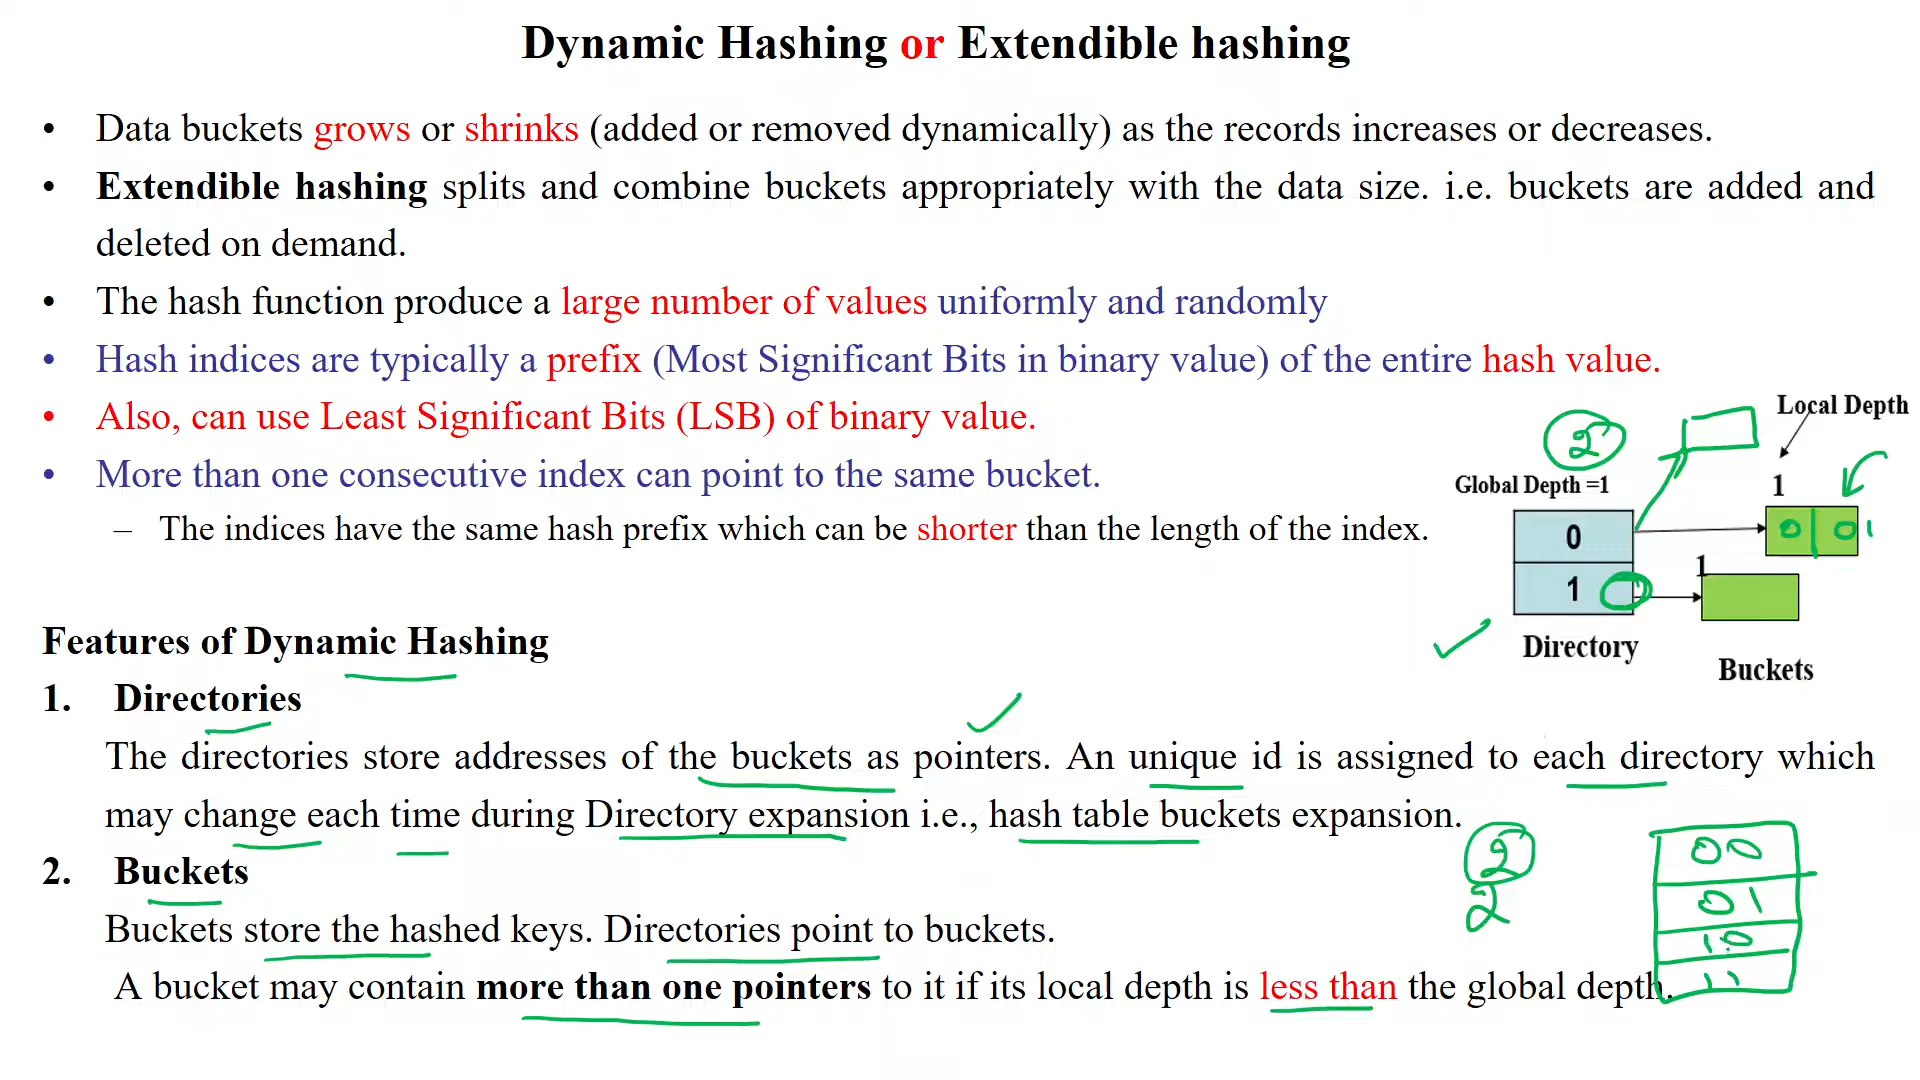 Dynamic Hashing or Extendible hashing
• Data buckets grows or shrinks (added or removed dynamically) as the records increases or decreases.
• Extendible hashing splits and combine buckets appropriately with the data size. i.e. buckets are added and
deleted on demand.
• The hash function produce a large number of values uniformly and randomly
• Hash indices are typically a prefix (Most Significant Bits in binary value) of the entire hash value.
• Also, can use Least Significant Bits (LSB) of binary value.
• More than one consecutive index can point to the same bucket.
– The indices have the same hash prefix which can be shorter than the length of the index.
Local Depth
2
Global Depth =1
1
0
0 | 0 1
1
1
Directory
Buckets
Features of Dynamic Hashing
1. Directories
The directories store addresses of the buckets as pointers. An unique id is assigned to each directory which
may change each time during Directory expansion i.e., hash table buckets expansion.
2. Buckets
Buckets store the hashed keys. Directories point to buckets.
A bucket may contain more than one pointers to it if its local depth is less than the global depth.
2
2
00
01
10
11